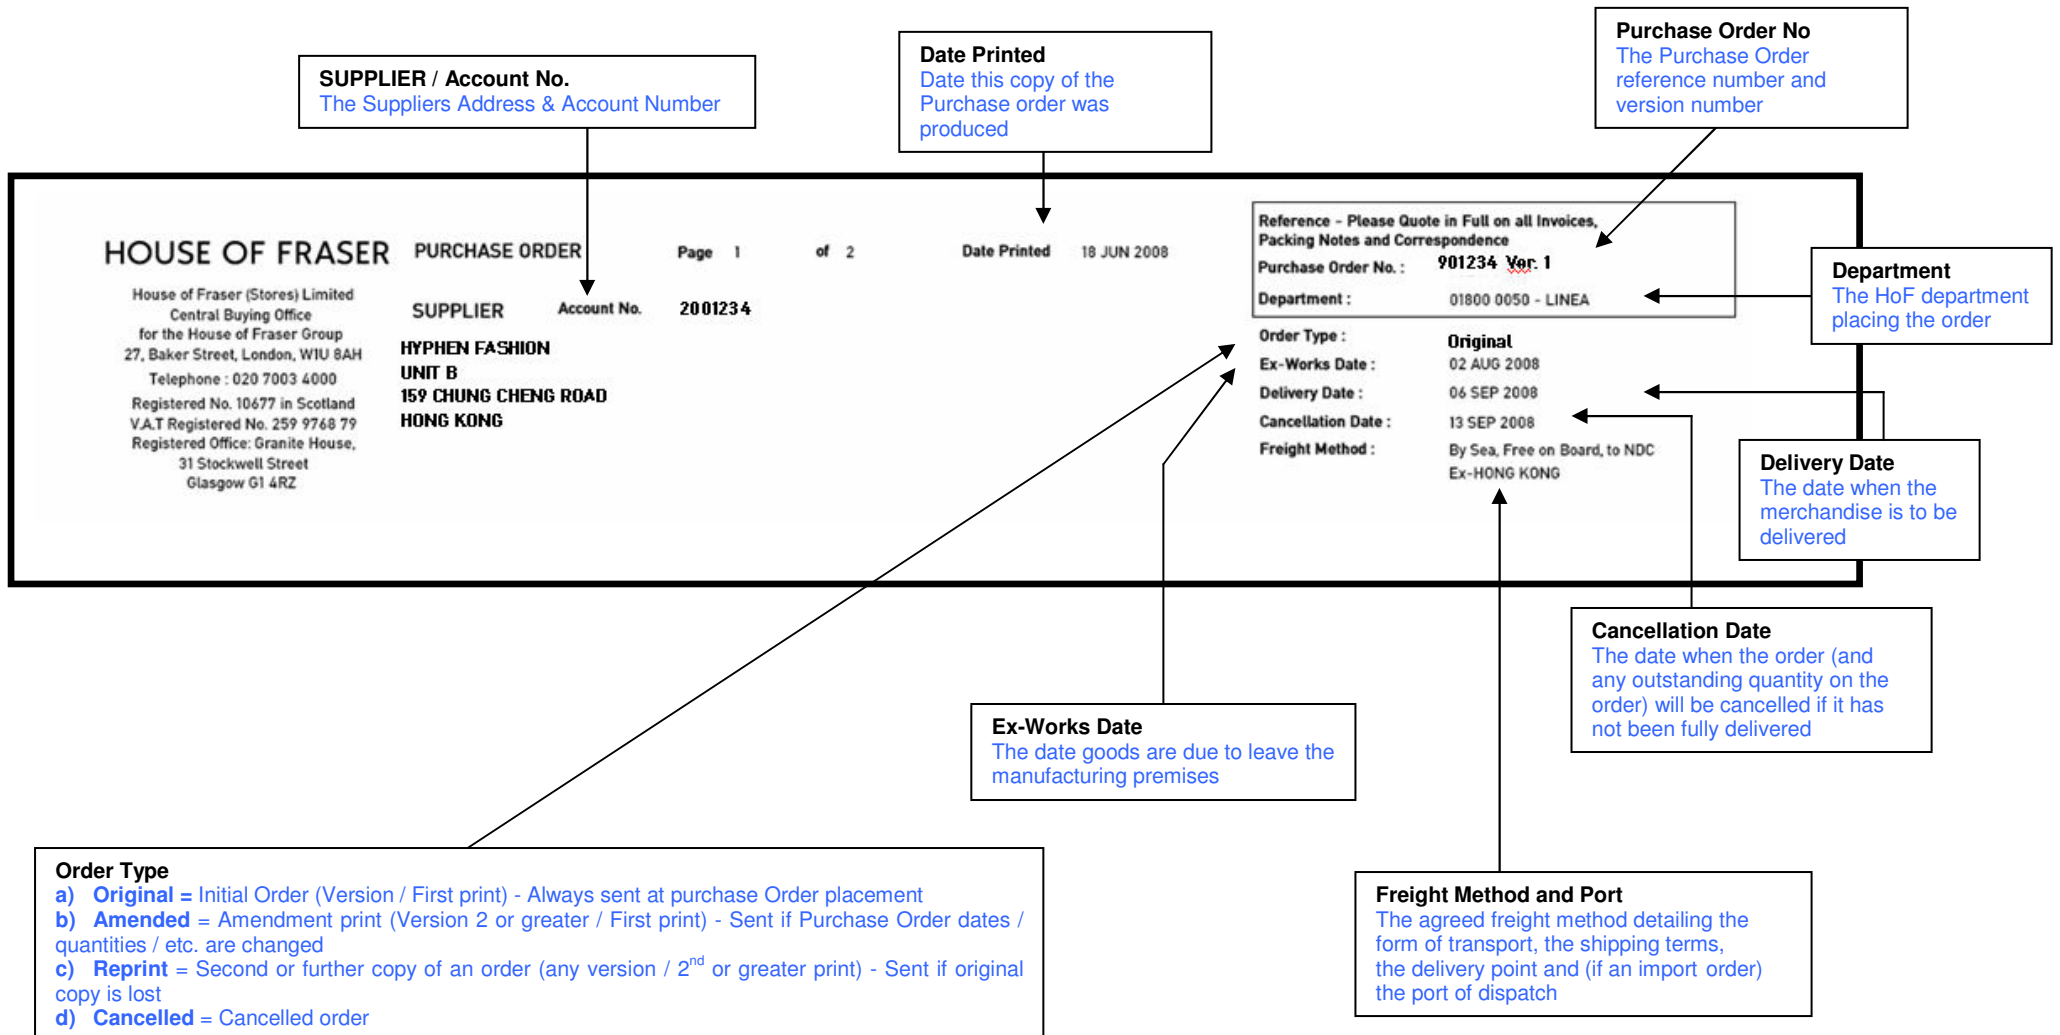 Purchase Order No
The Purchase Order
reference number and
version number
Date Printed
Date this copy of the
Purchase order was
produced
SUPPLIER / Account No.
The Suppliers Address & Account Number
HOUSE OF FRASER
House of Fraser (Stores) Limited
Central Buying Office
for the House of Fraser Group
27, Baker Street, London, W1U 8AH
Telephone : 020 7003 4000
Registered No. 10677 in Scotland
V.A.T Registered No. 259 9768 79
Registered Office: Granite House,
31 Stockwell Street
Glasgow G1 4RZ
PURCHASE ORDER Page 1 of 2 Date Printed 18 JUN 2008
SUPPLIER Account No. 2001234
HYPHEN FASHION
UNIT B
159 CHUNG CHENG ROAD
HONG KONG
Reference - Please Quote in Full on all Invoices,
Packing Notes and Correspondence
Purchase Order No. : 901234 Ver. 1
Department : 01800 0050 - LINEA
Order Type : Original
Ex-Works Date : 02 AUG 2008
Delivery Date : 06 SEP 2008
Cancellation Date : 13 SEP 2008
Freight Method : By Sea, Free on Board, to NDC
Ex-HONG KONG
Department
The HoF department
placing the order
Delivery Date
The date when the
merchandise is to be
delivered
Cancellation Date
The date when the order (and
any outstanding quantity on the
order) will be cancelled if it has
not been fully delivered
Ex-Works Date
The date goods are due to leave the
manufacturing premises
Order Type
a) Original = Initial Order (Version / First print) - Always sent at purchase Order placement
b) Amended = Amendment print (Version 2 or greater / First print) - Sent if Purchase Order dates /
quantities / etc. are changed
c) Reprint = Second or further copy of an order (any version / 2nd or greater print) - Sent if original
copy is lost
d) Cancelled = Cancelled order
Freight Method and Port
The agreed freight method detailing the
form of transport, the shipping terms,
the delivery point and (if an import order)
the port of dispatch